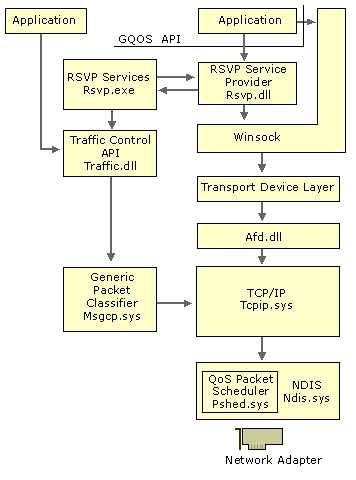 Application
Application
GQOS API
RSVP Services
Rsvp.exe
RSVP Service
Provider
Rsvp.dll
Traffic Control
API
Traffic.dll
Winsock
Transport Device Layer
Afd.dll
Generic
Packet
Classifier
Msgcp.sys
TCP/IP
Tcpip.sys
QoS Packet
Scheduler
Pshed.sys
NDIS
Ndis.sys
Network Adapter